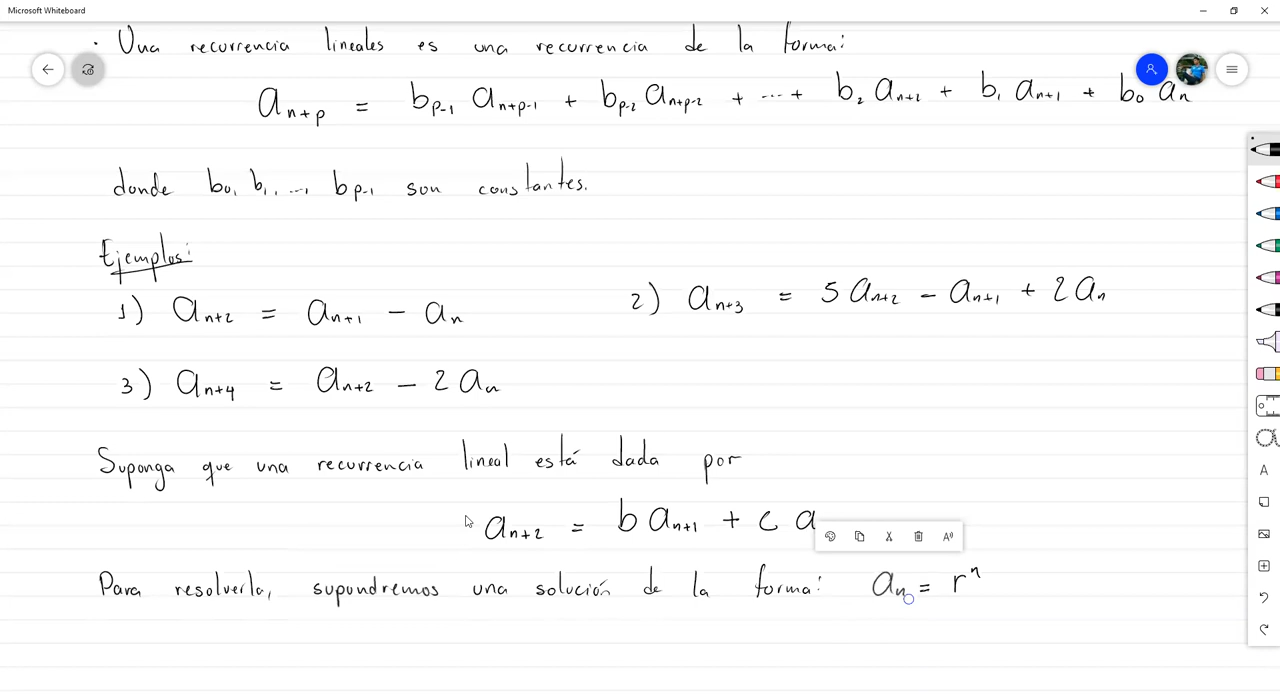 Microsoft Whiteboard
· Una recurrencia lineales es una recurrencia de la forma:
a_{n+p} = b_{p-1} a_{n+p-1} + b_{p-2} a_{n+p-2} + ... + b_2 a_{n+2} + b_1 a_{n+1} + b_0 a_n
donde b_0, b_1, ..., b_{p-1} son constantes.
Ejemplos:
1) a_{n+2} = a_{n+1} - a_n
2) a_{n+3} = 5 a_{n+2} - a_{n+1} + 2 a_n
3) a_{n+4} = a_{n+2} - 2 a_n
Suponga que una recurrencia lineal está dada por
a_{n+2} = b a_{n+1} + c a
Para resolverla, supondremos una solución de la forma: a_n = r^n